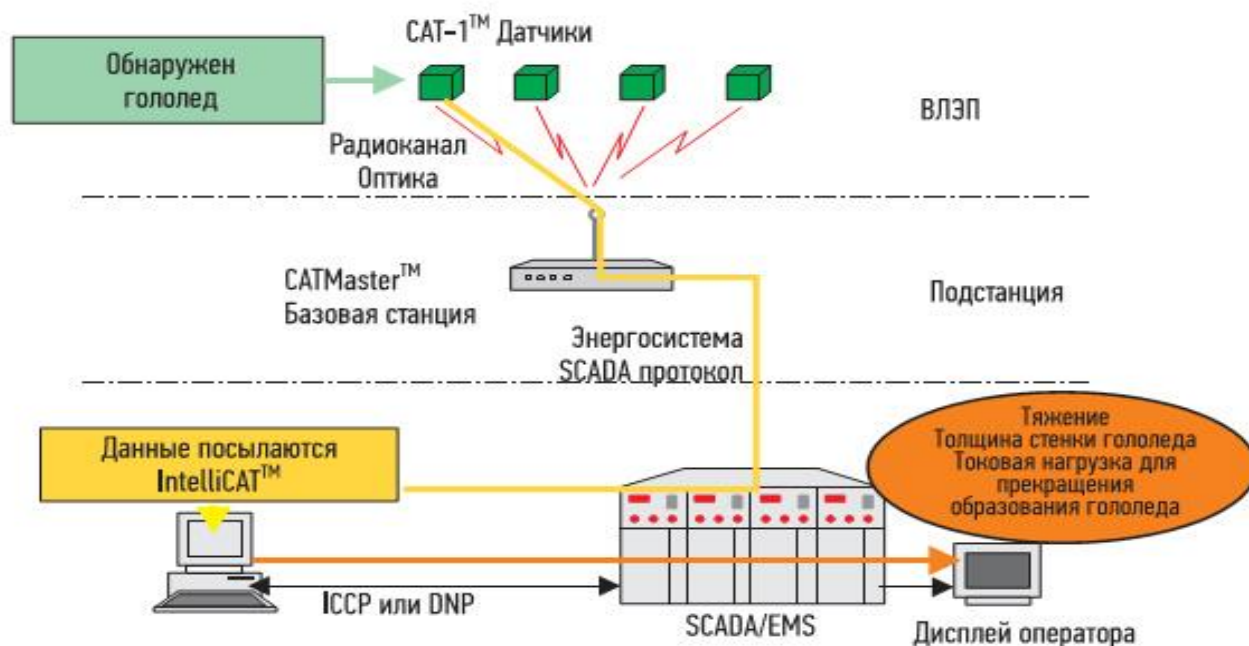 CAT-1™ Датчики
Обнаружен
гололед
Радиоканал
Оптика
ВЛЭП
CATMaster™
Базовая станция
Подстанция
Энергосистема
SCADA протокол
Данные посылаются
IntelliCAT™
Тяжение
Толщина стенки гололеда
Токовая нагрузка для
прекращения
образования гололеда
ICCP или DNP
SCADA/EMS
Дисплей оператора